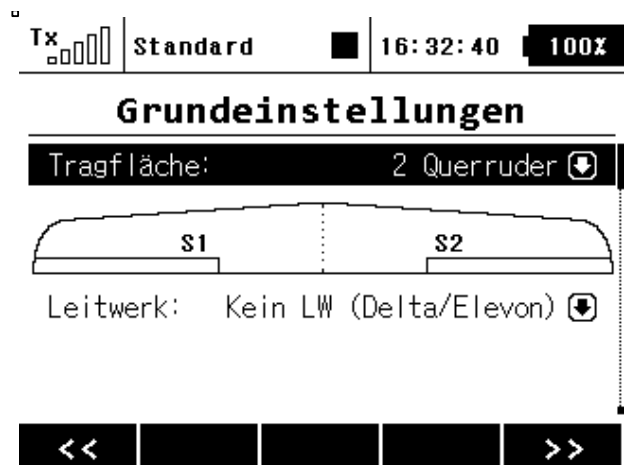 Tx Standard 16:32:40 100%
Grundeinstellungen
Tragfläche: 2 Querruder
S1 S2
Leitwerk: Kein LW (Delta/Elevon)
<< >>